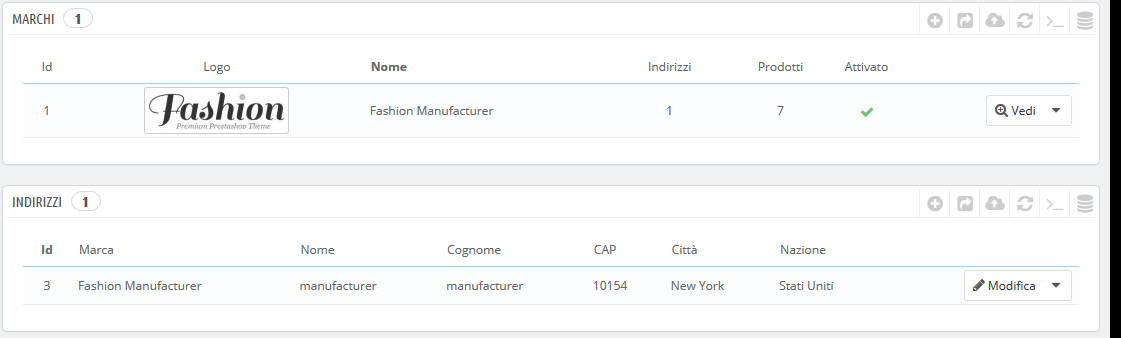 MARCHI 1
Id Logo Nome Indirizzi Prodotti Attivato
1 Fashion Fashion Manufacturer 1 7 Vedi
Premium Prestashop Theme
INDIRIZZI 1
Id Marca Nome Cognome CAP Città Nazione
3 Fashion Manufacturer manufacturer manufacturer 10154 New York Stati Uniti Modifica